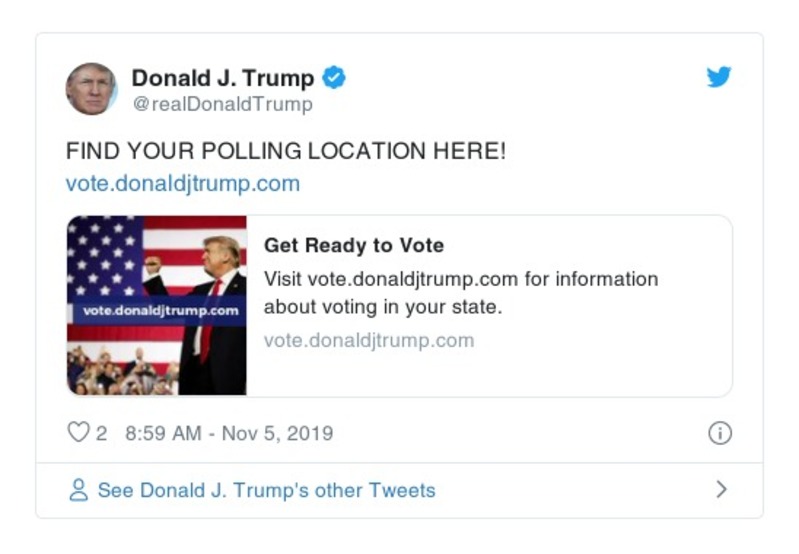 Donald J. Trump
@realDonaldTrump
FIND YOUR POLLING LOCATION HERE!
vote.donaldjtrump.com
vote.donaldjtrump.com
Get Ready to Vote
Visit vote.donaldjtrump.com for information
about voting in your state.
vote.donaldjtrump.com
2 8:59 AM - Nov 5, 2019
See Donald J. Trump's other Tweets